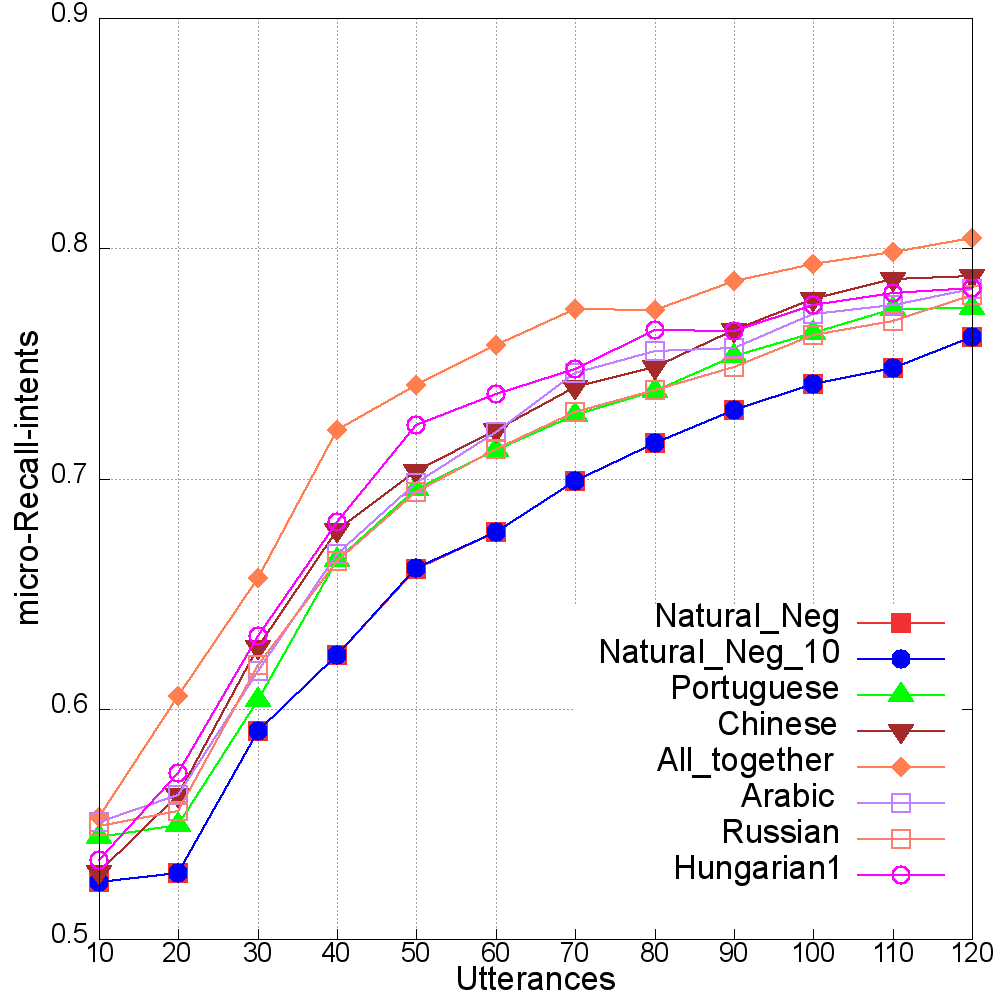 0.9
0.8
0.7
0.6
0.5
micro-Recall-intents
Natural_Neg
Natural_Neg_10
Portuguese
Chinese
All_together
Arabic
Russian
Hungarian1
10 20 30 40 50 60 70 80 90 100 110 120
Utterances